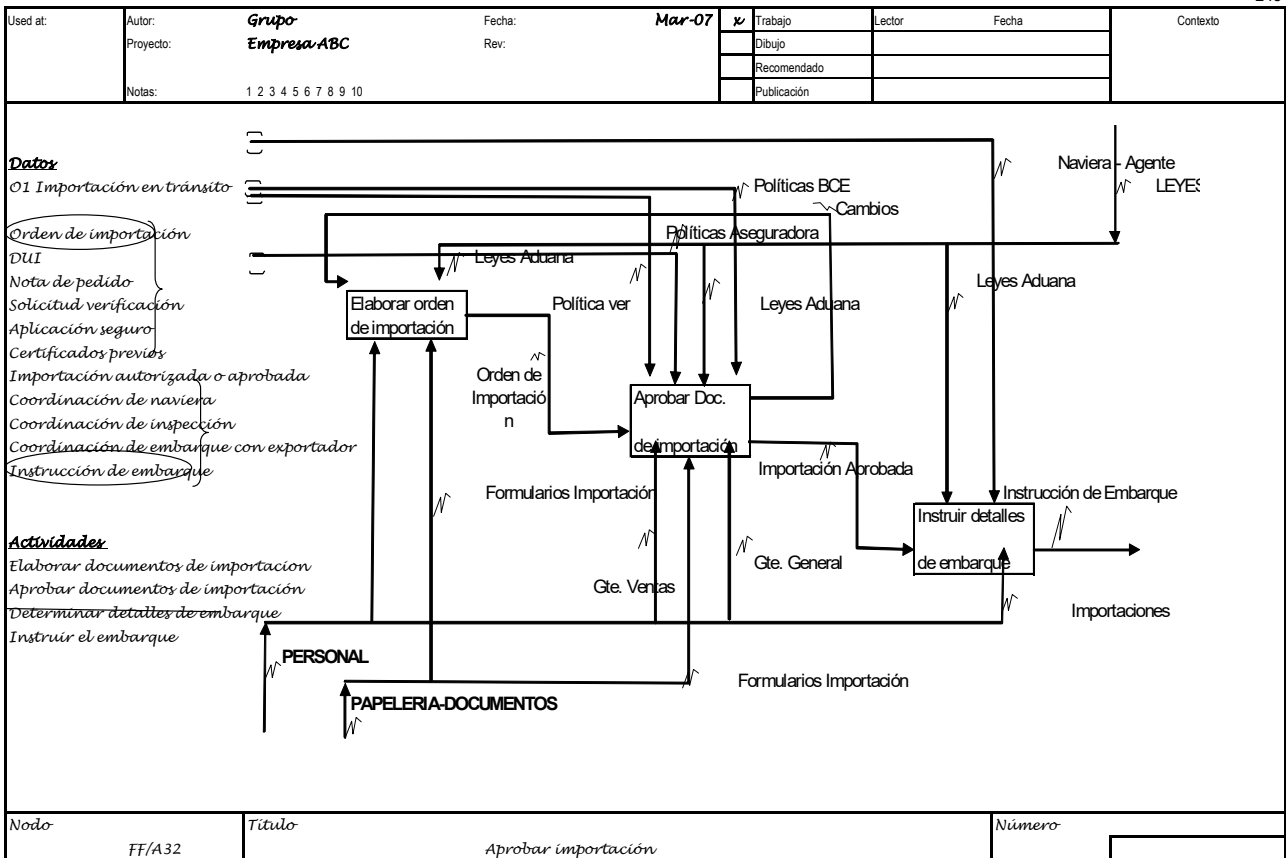 Used at:
Autor:
Grupo
Fecha:
Mar-07
x
Trabajo
Lector
Fecha
Contexto
Proyecto:
Empresa ABC
Rev:
Dibujo
Recomendado
Notas:
1 2 3 4 5 6 7 8 9 10
Publicación
Datos
O1 Importación en tránsito
Orden de importación
DUI
Nota de pedido
Solicitud verificación
Aplicación seguro
Certificados previos
Importación autorizada o aprobada
Coordinación de naviera
Coordinación de inspección
Coordinación de embarque con exportador
Instrucción de embarque
Actividades
Elaborar documentos de importacion
Aprobar documentos de importación
Determinar detalles de embarque
Instruir el embarque
Naviera - Agente
LEYES
Políticas BCE
Cambios
Políticas Aseguradora
Leyes Aduana
Leyes Aduana
Elaborar orden
de importación
Política ver
Leyes Aduana
Orden de
Importació
n
Aprobar Doc.
de importación
Importación Aprobada
Formularios Importación
Instrucción de Embarque
Instruir detalles
de embarque
Gte. General
Gte. Ventas
Importaciones
PERSONAL
Formularios Importación
PAPELERIA-DOCUMENTOS
Nodo
Título
Número
FF/A32
Aprobar importación